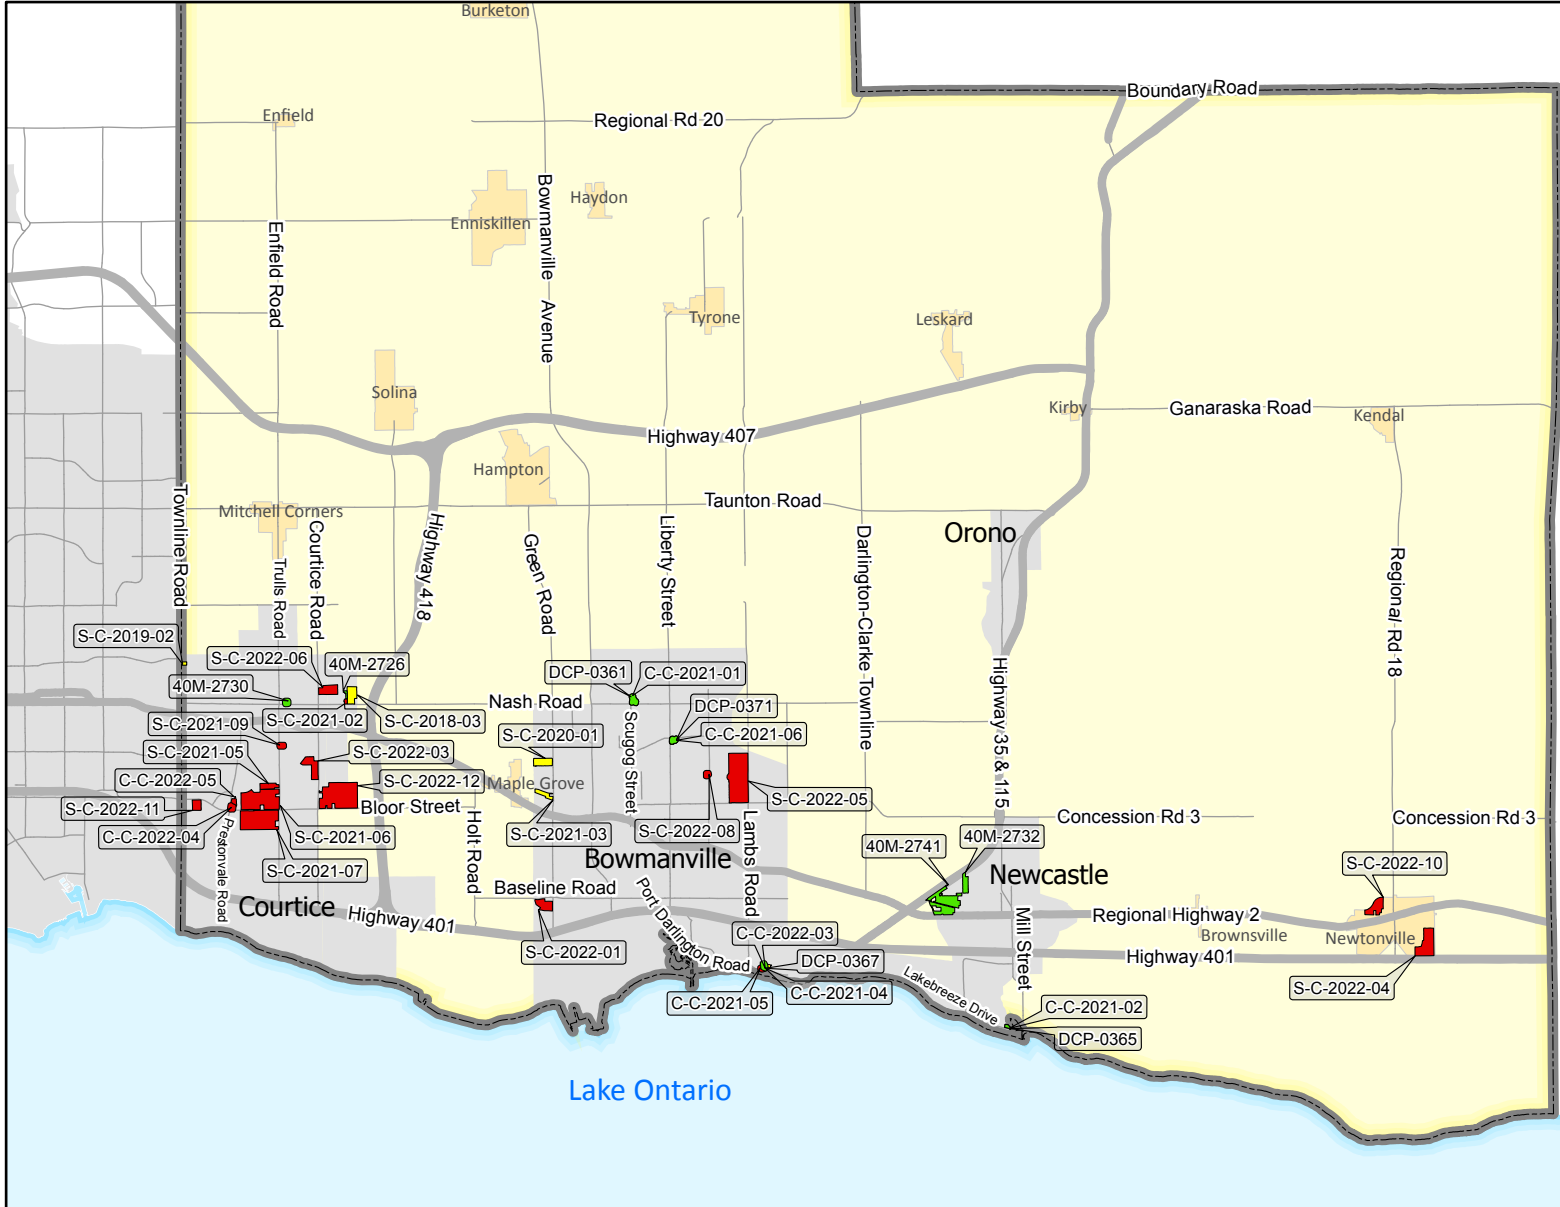 Burketon
Boundary Road
Enfield
Regional Rd 20
Haydon
Enniskillen
Bowmanville Avenue
Enfield Road
Tyrone
Leskard
Solina
Kirby
Ganaraska Road
Kendal
Highway 407
Hampton
Taunton Road
Mitchell Corners
Orono
Townline Road
Trulls Road
Courtice Road
Highway 418
Green Road
Liberty Street
Darlington-Clarke Townline
Regional Rd 18
S-C-2019-02
S-C-2022-06
40M-2726
DCP-0361
C-C-2021-01
40M-2730
S-C-2021-02
S-C-2018-03
Nash Road
DCP-0371
Highway 35 & 115
S-C-2021-09
S-C-2020-01
Scugog Street
C-C-2021-06
S-C-2021-05
S-C-2022-03
C-C-2022-05
S-C-2022-12
Maple Grove
S-C-2022-11
Bloor Street
S-C-2022-05
C-C-2022-04
S-C-2021-06
S-C-2021-03
S-C-2022-08
Concession Rd 3
Concession Rd 3
Prestonvale Road
S-C-2021-07
Holt Road
Bowmanville
Lambs Road
40M-2741
40M-2732
S-C-2022-10
Newcastle
Baseline Road
Courtice
Highway 401
Port Darlington Road
Mill Street
Regional Highway 2
Brownsville
Newtonville
S-C-2022-01
C-C-2022-03
DCP-0367
Highway 401
C-C-2021-05
C-C-2021-04
Lakebreeze Drive
S-C-2022-04
C-C-2021-02
DCP-0365
Lake Ontario